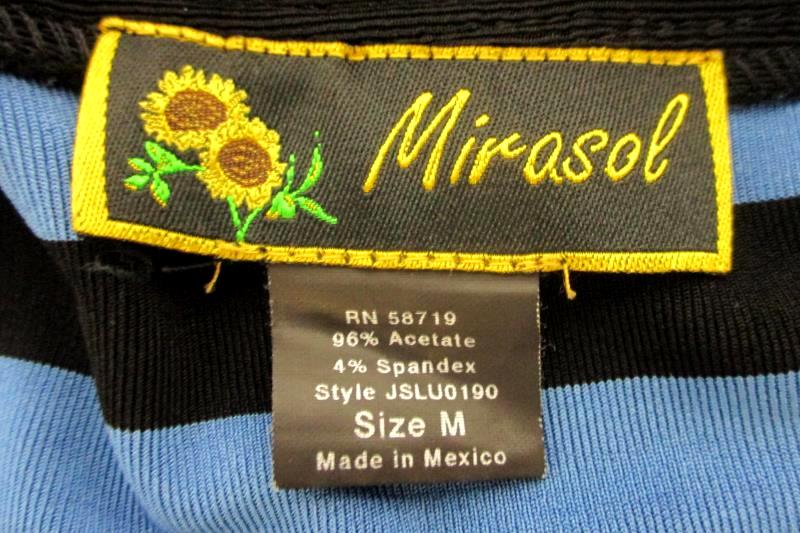 Mirasol
RN 58719
96% Acetate
4% Spandex
Style JSLU0190
Size M
Made in Mexico